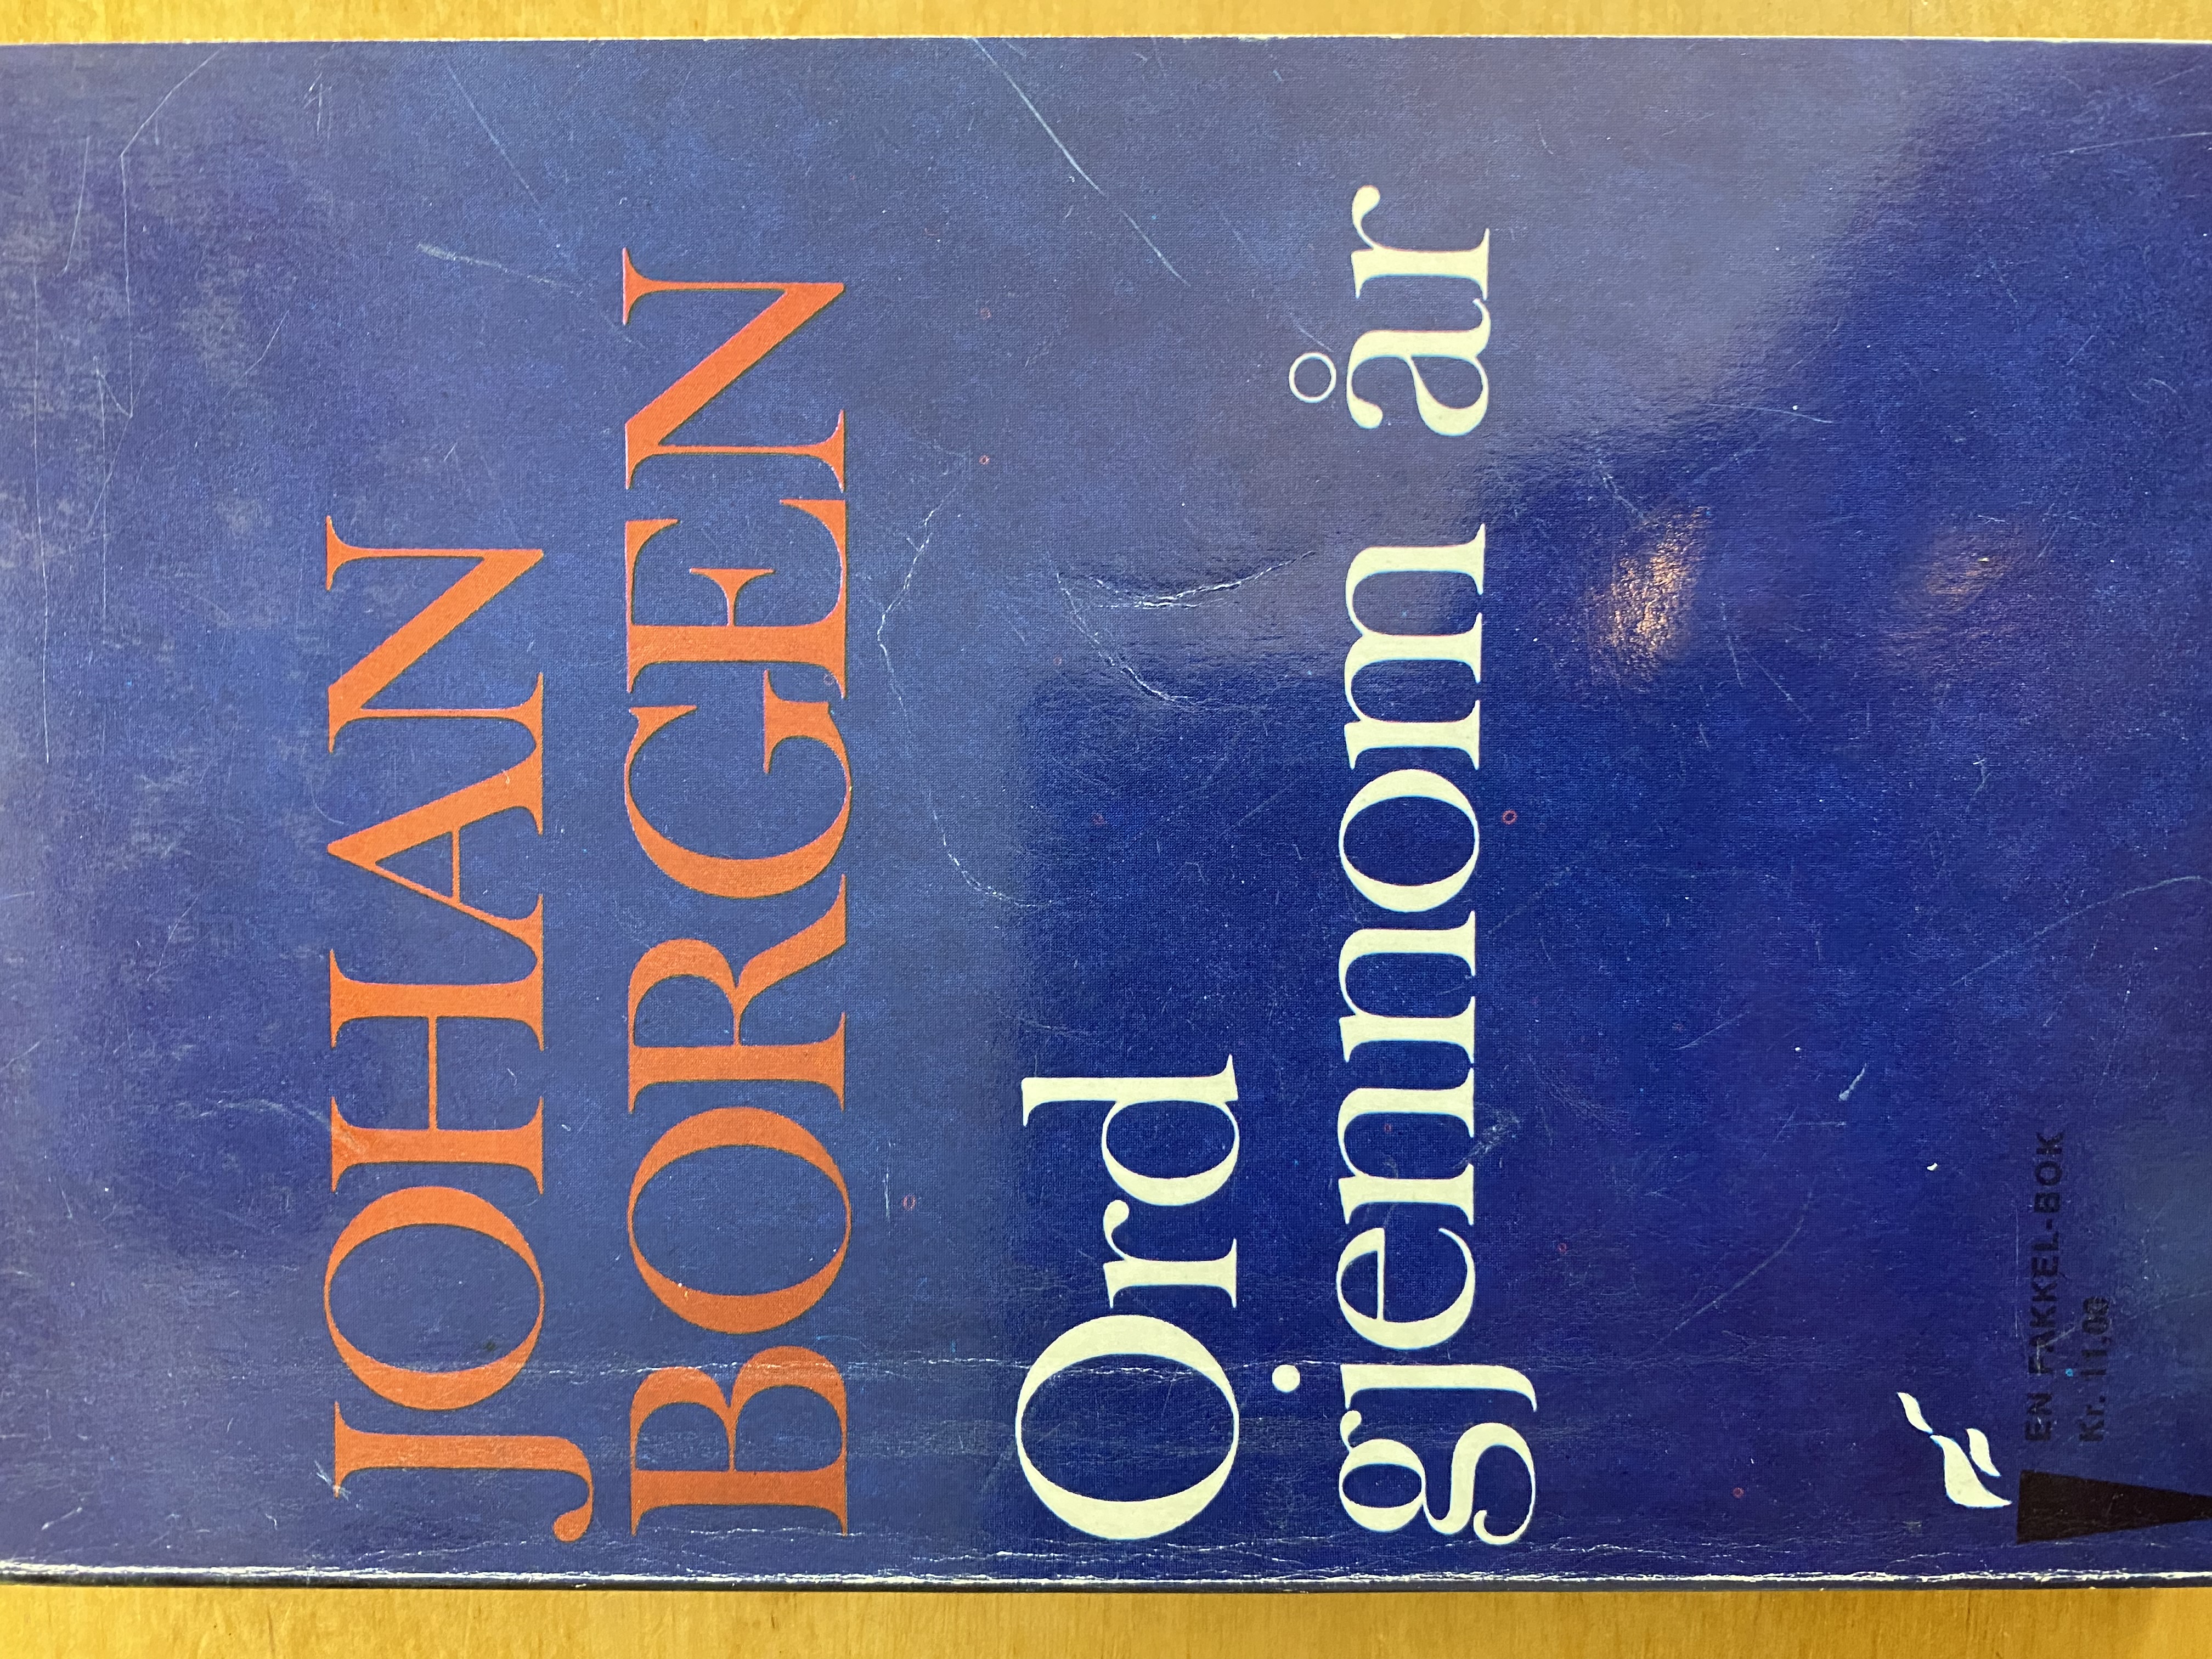 JOHAN
BORGEN
Ord
gjennom år
EN FAKKEL-BOK
Kr. 11.00